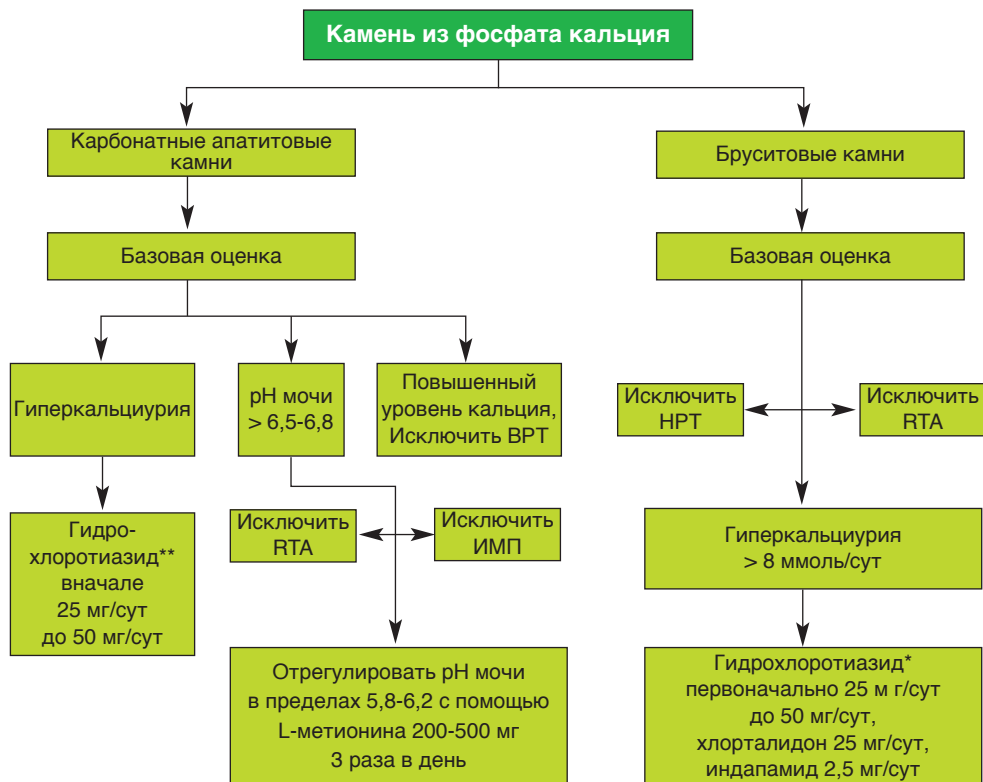 Камень из фосфата кальция
Карбонатные апатитовые
камни
Бруситовые камни
Базовая оценка
Базовая оценка
Гиперкальциурия
pH мочи
> 6,5-6,8
Повышенный
уровень кальция,
Исключить ВРТ
Исключить
HPT
Исключить
RTA
Гидро-
хлоротиазид**
вначале
25 мг/сут
до 50 мг/сут
Исключить
RTA
Исключить
ИМП
Гиперкальциурия
> 8 ммоль/сут
Отрегулировать pH мочи
в пределах 5,8-6,2 с помощью
L-метионина 200-500 мг
3 раза в день
Гидрохлоротиазид*
первоначально 25 м г/сут
до 50 мг/сут,
хлорталидон 25 мг/сут,
индапамид 2,5 мг/сут